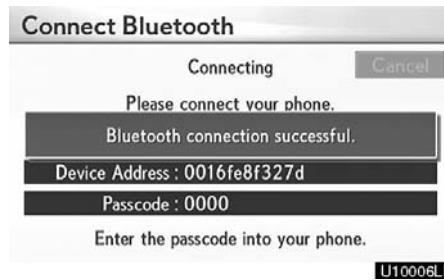 Connect Bluetooth
Connecting
Cancel
Please connect your phone.
Bluetooth connection successful.
Device Address : 0016fe8f327d
Passcode : 0000
Enter the passcode into your phone.
U10006L